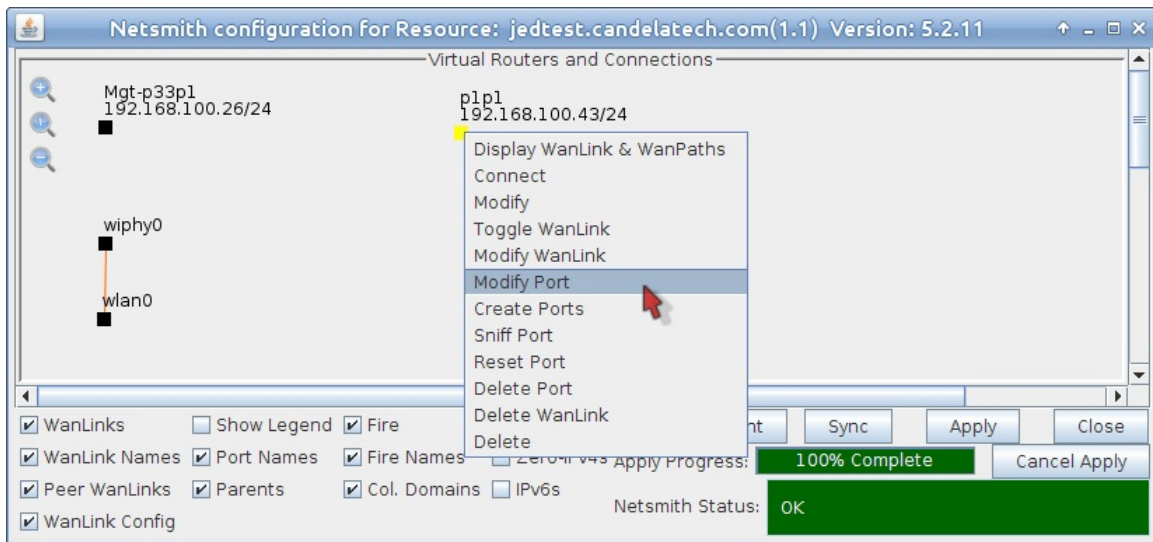 Netsmith configuration for Resource: jedtest.candelatech.com(1.1) Version: 5.2.11
Virtual Routers and Connections
Mgt-p33p1
192.168.100.26/24
p1p1
192.168.100.43/24
wiphy0
wlan0
Display WanLink & WanPaths
Connect
Modify
Toggle WanLink
Modify WanLink
Modify Port
Create Ports
Sniff Port
Reset Port
Delete Port
Delete WanLink
Delete
WanLinks Show Legend Fire Sync Apply Close
WanLink Names Port Names Fire Names Apply Progress: 100% Complete Cancel Apply
Peer WanLinks Parents Col. Domains IPv6s Netsmith Status: OK
WanLink Config